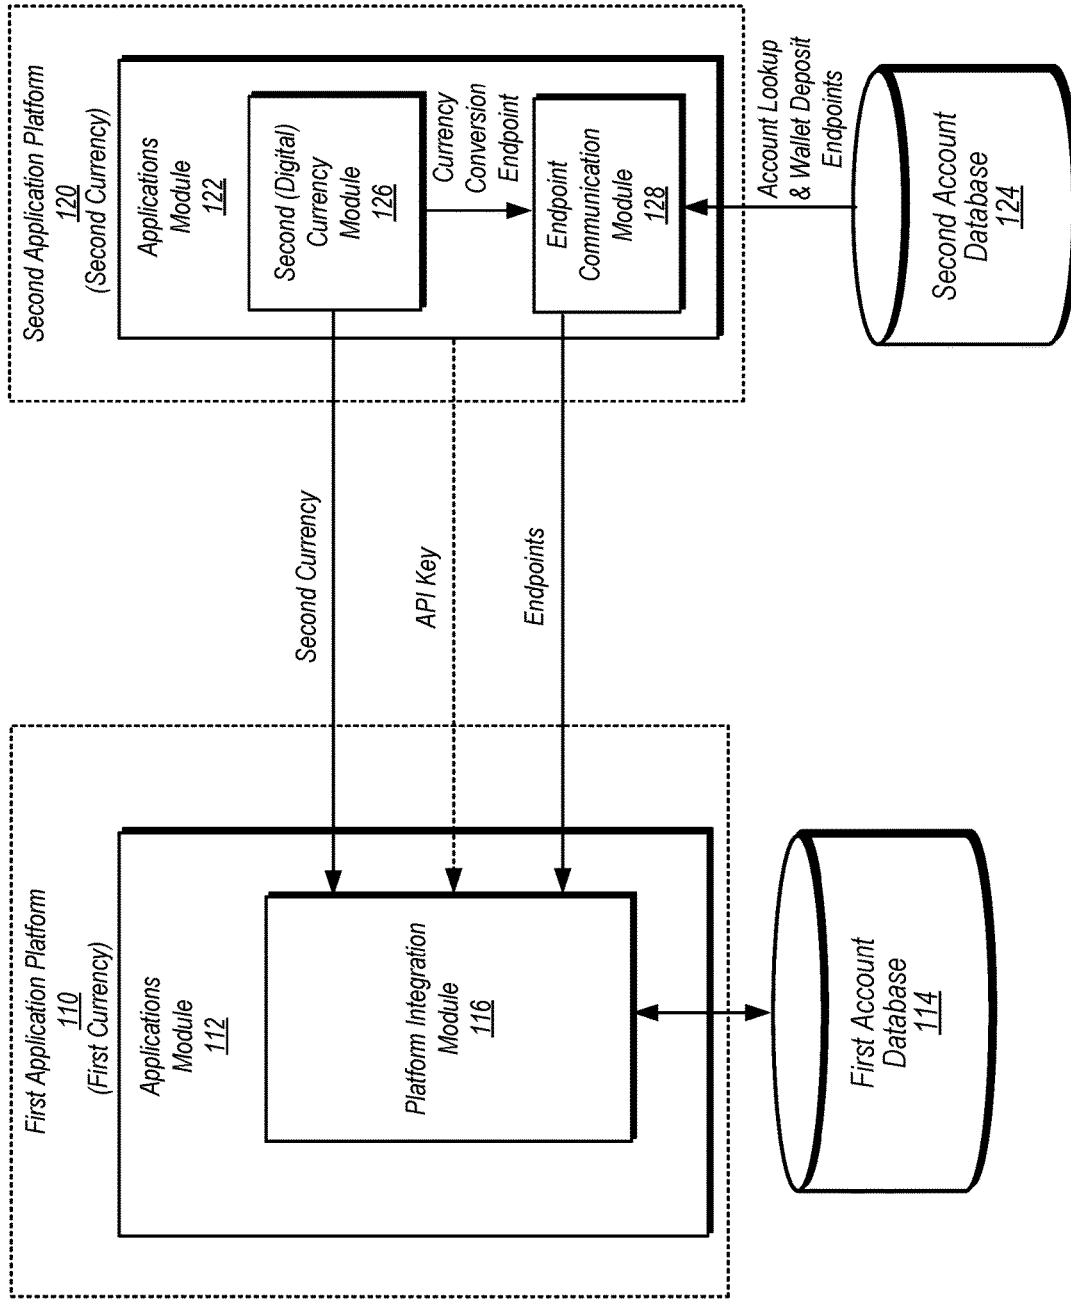 First Application Platform
110
(First Currency)
Applications
Module
112
Platform Integration
Module
116
First Account
Database
114
Second Currency
API Key
Endpoints
Second Application Platform
120
(Second Currency)
Applications
Module
122
Second (Digital)
Currency
Module
126
Currency
Conversion
Endpoint
Endpoint
Communication
Module
128
Account Lookup
& Wallet Deposit
Endpoints
Second Account
Database
124